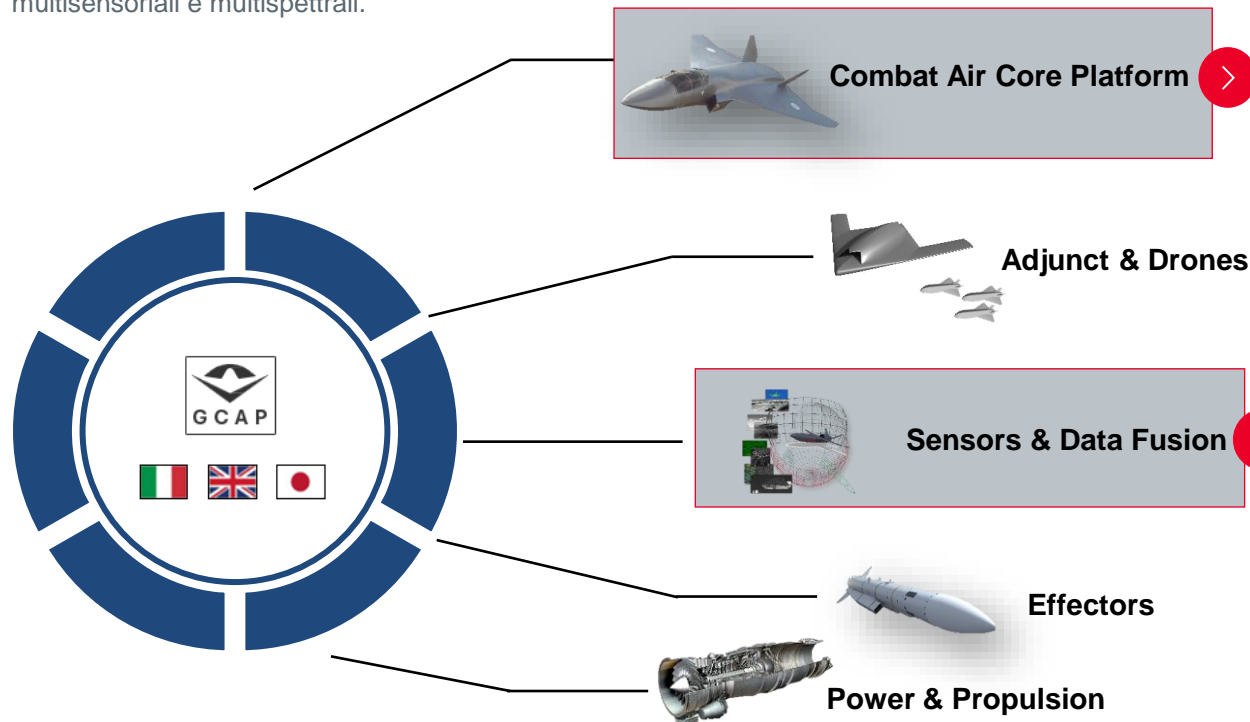 multisensoriali e multispettrali.
Combat Air Core Platform
Adjunct & Drones
GCAP
Sensors & Data Fusion
Effectors
Power & Propulsion